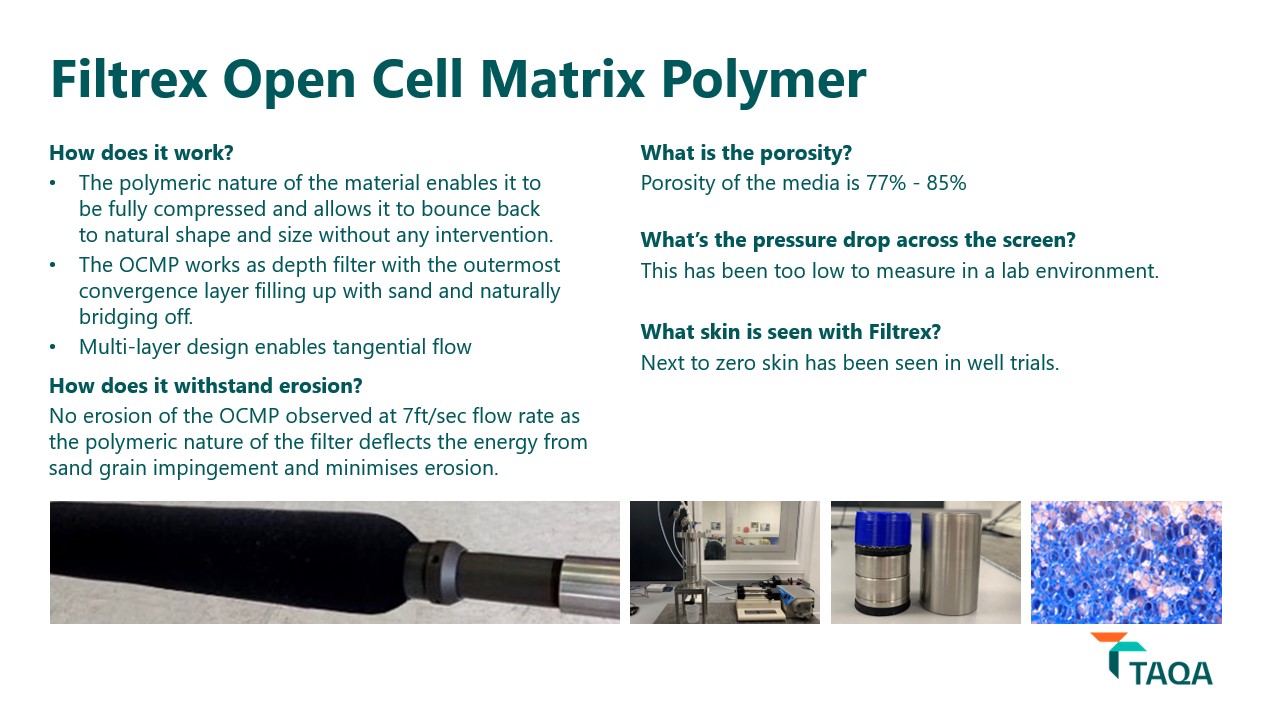 Filtrex Open Cell Matrix Polymer
How does it work?
• The polymeric nature of the material enables it to
be fully compressed and allows it to bounce back
to natural shape and size without any intervention.
• The OCMP works as depth filter with the outermost
convergence layer filling up with sand and naturally
bridging off.
• Multi-layer design enables tangential flow
How does it withstand erosion?
No erosion of the OCMP observed at 7ft/sec flow rate as
the polymeric nature of the filter deflects the energy from
sand grain impingement and minimises erosion.
What is the porosity?
Porosity of the media is 77% - 85%
What’s the pressure drop across the screen?
This has been too low to measure in a lab environment.
What skin is seen with Filtrex?
Next to zero skin has been seen in well trials.
TAQA